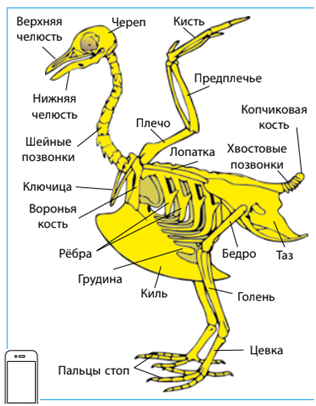 Верхняя
челюсть
Череп
Кисть
Предплечье
Нижняя
челюсть
Копчиковая
кость
Плечо
Шейные
позвонки
Лопатка
Хвостовые
позвонки
Ключица
Воронья
кость
Рёбра
Бедро
Таз
Грудина
Киль
Голень
Цевка
Пальцы стоп